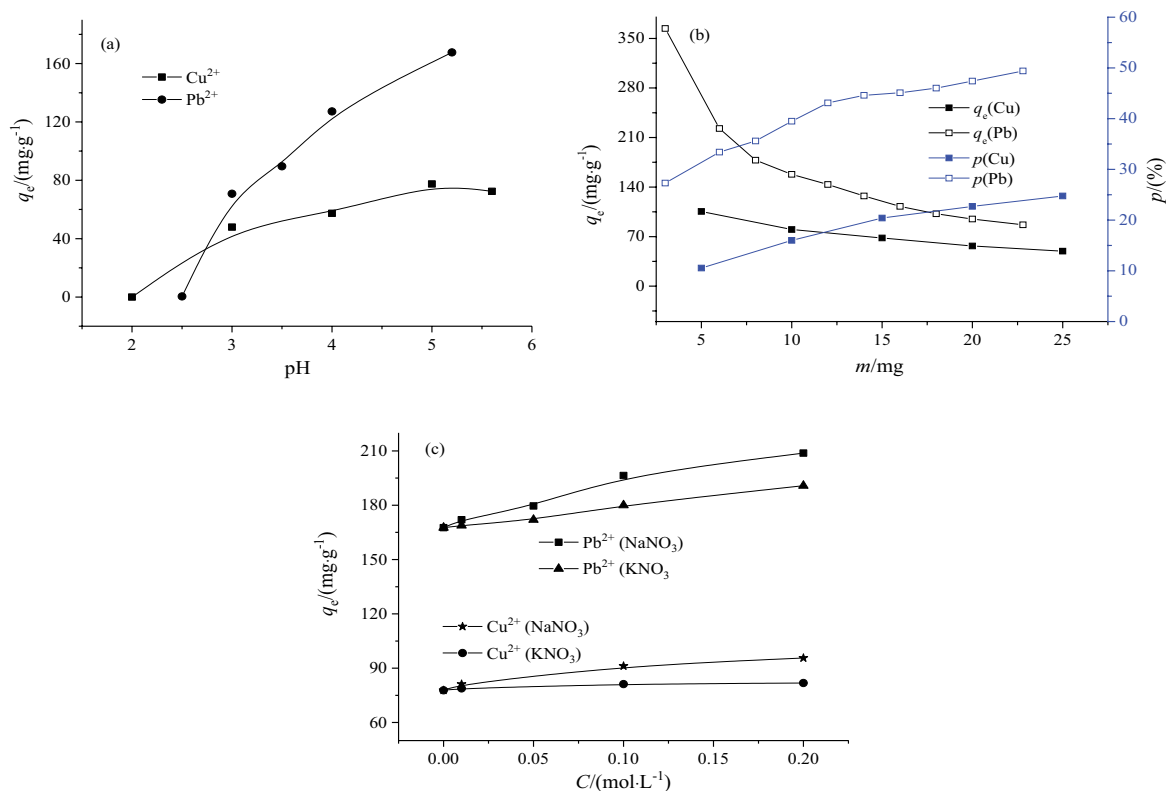 (a)
Cu²⁺
Pb²⁺
qₑ/(mg·g⁻¹)
160
120
80
40
0
2 3 4 5 6
pH
(b)
qₑ(Cu)
qₑ(Pb)
p(Cu)
p(Pb)
qₑ/(mg·g⁻¹)
350
280
210
140
70
0
60
50
40
30
20
10
0
p/(%)
5 10 15 20 25
m/mg
(c)
Pb²⁺ (NaNO₃)
Pb²⁺ (KNO₃
Cu²⁺ (NaNO₃)
Cu²⁺ (KNO₃)
qₑ/(mg·g⁻¹)
210
180
150
120
90
60
0.00 0.05 0.10 0.15 0.20
C/(mol·L⁻¹)